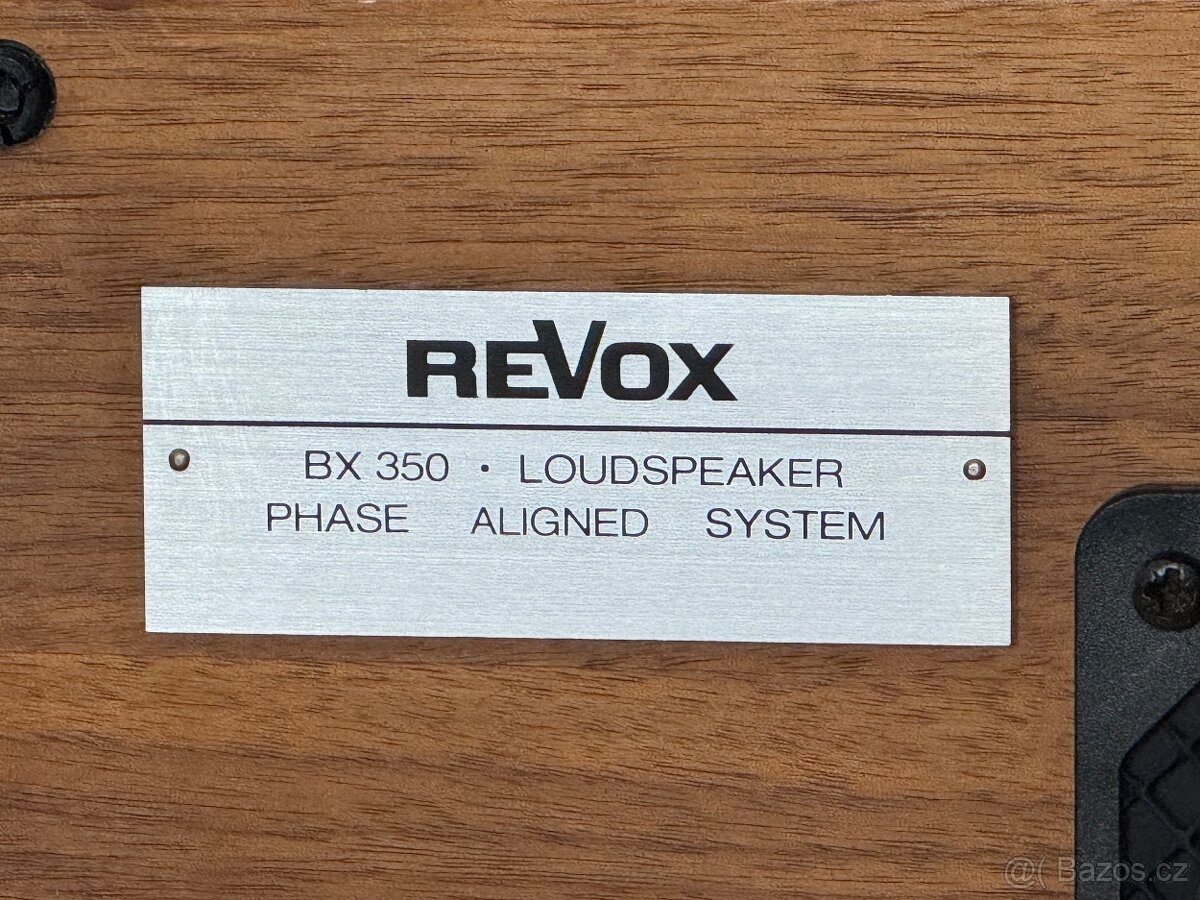 REVOX
BX 350 · LOUDSPEAKER
PHASE ALIGNED SYSTEM
@( Bazos.cz